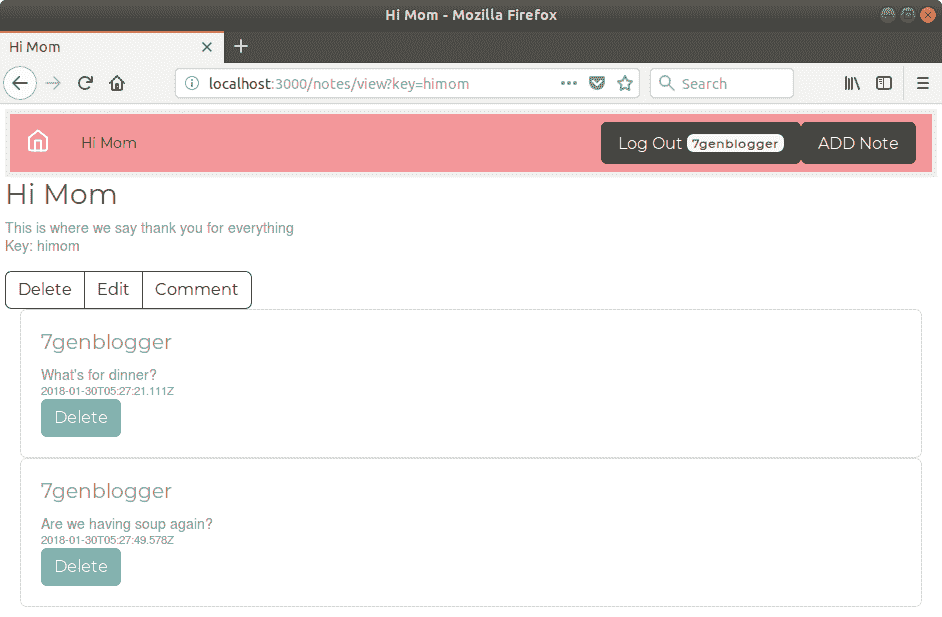 Hi Mom - Mozilla Firefox
Hi Mom
localhost:3000/notes/view?key=himom
Search
Hi Mom
Log Out 7genblogger
ADD Note
Hi Mom
This is where we say thank you for everything
Key: himom
Delete Edit Comment
7genblogger
What's for dinner?
2018-01-30T05:27:21.111Z
Delete
7genblogger
Are we having soup again?
2018-01-30T05:27:49.578Z
Delete